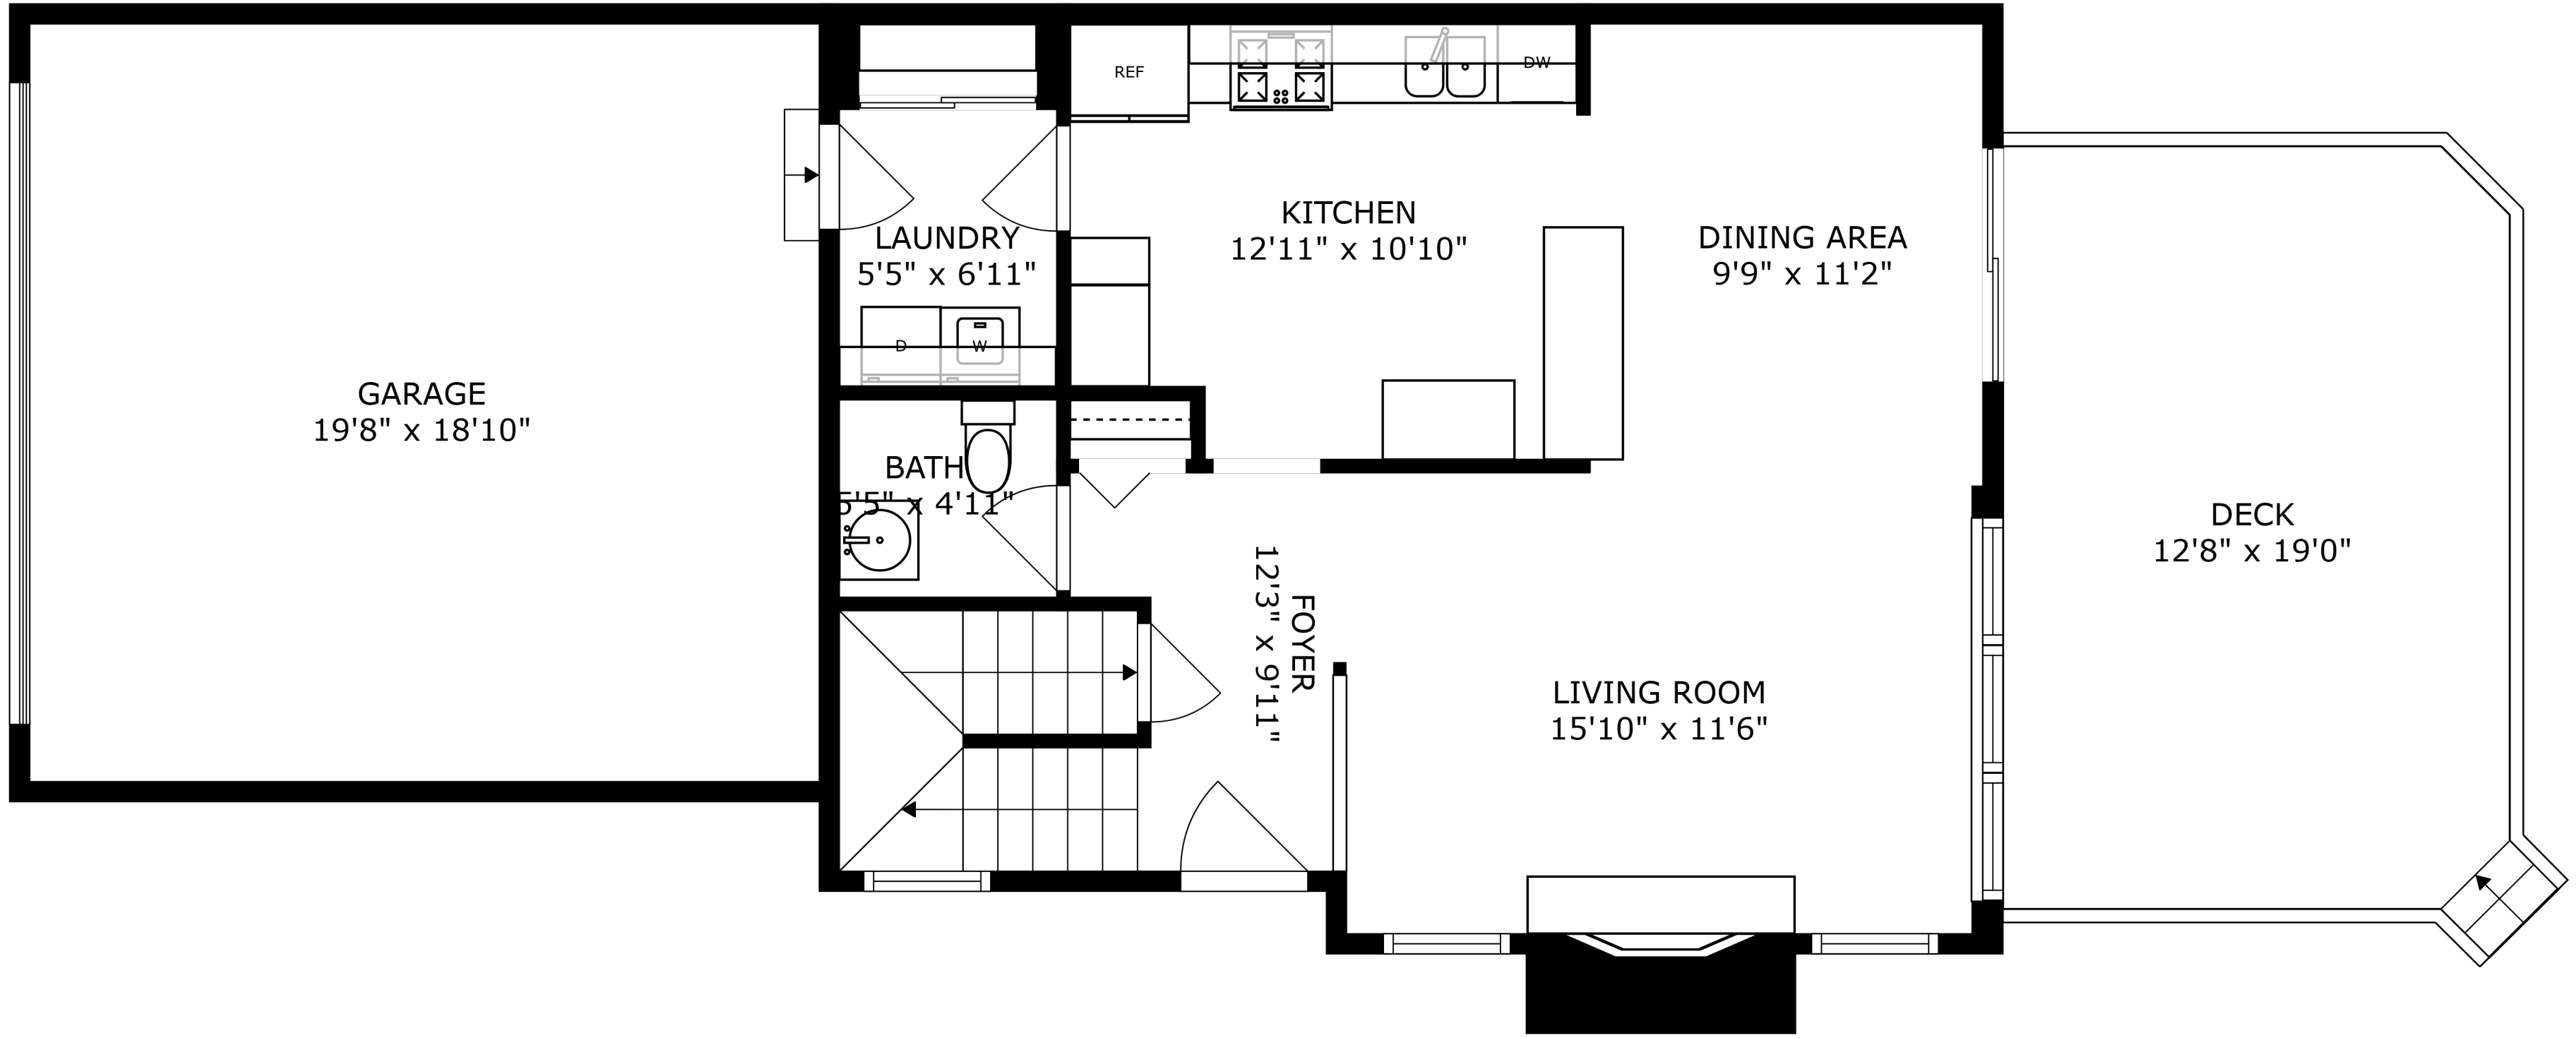 REF
DW
KITCHEN
12'11" x 10'10"
LAUNDRY
5'5" x 6'11"
DINING AREA
9'9" x 11'2"
D
W
GARAGE
19'8" x 18'10"
BATH
5'5" x 4'11"
DECK
12'8" x 19'0"
FOYER
12'3" x 9'11"
LIVING ROOM
15'10" x 11'6"